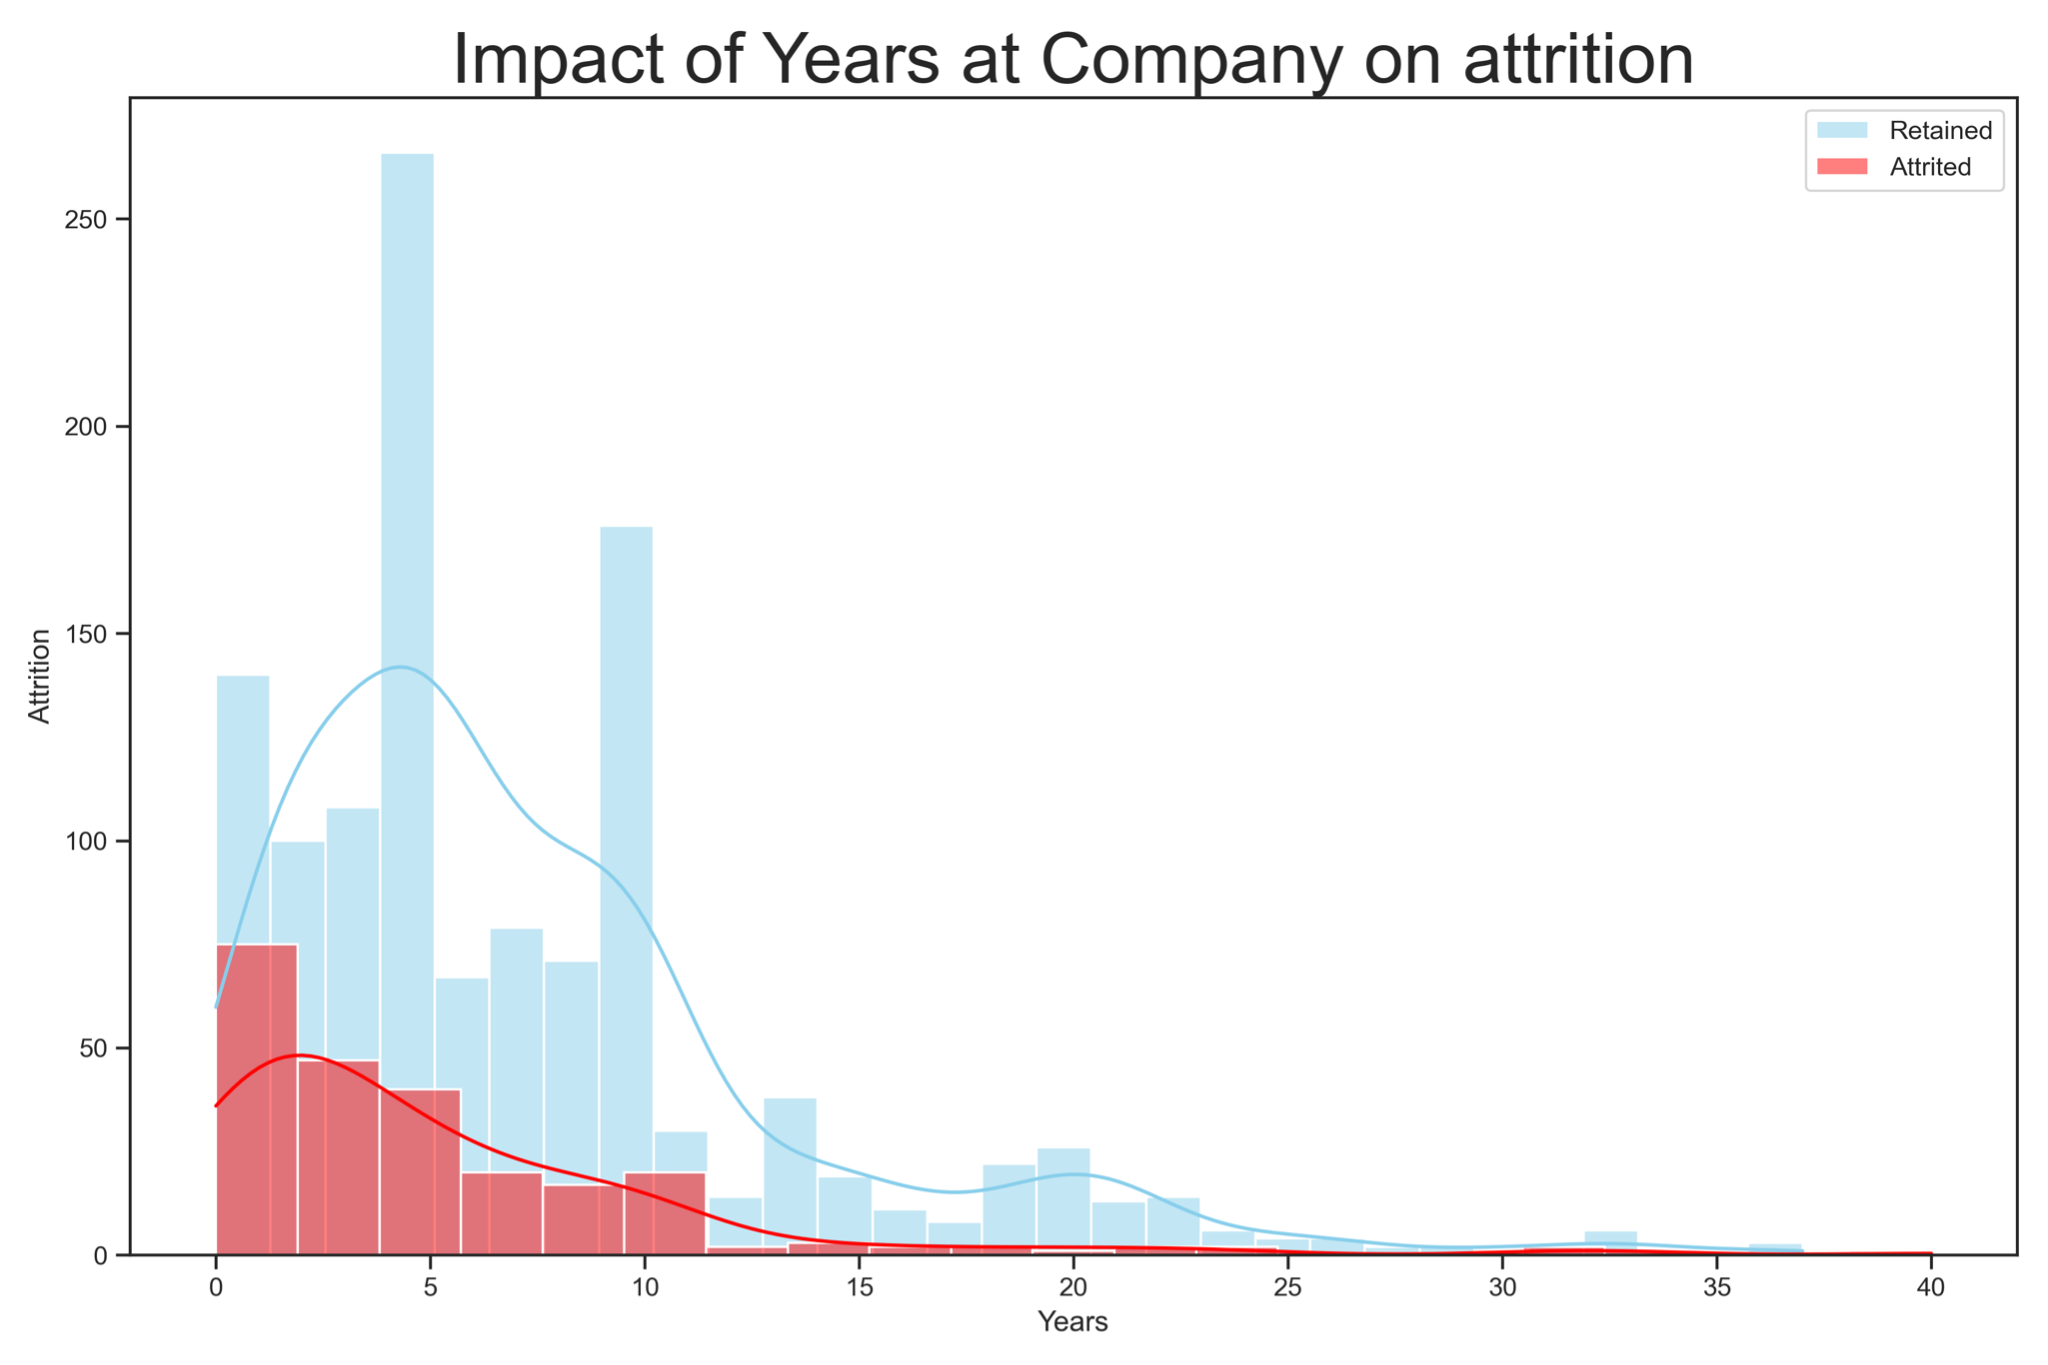 Impact of Years at Company on attrition
Retained
Attrited
250
200
150
100
50
0
Attrition
0 5 10 15 20 25 30 35 40
Years